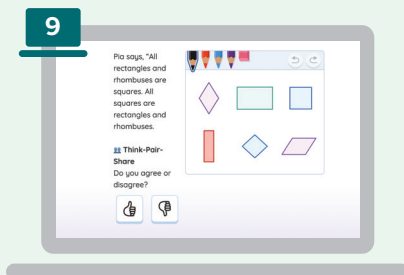 9
Pia says, "All
rectangles and
rhombuses are
squares. All
squares are
rectangles and
rhombuses.
Think-Pair-
Share
Do you agree or
disagree?